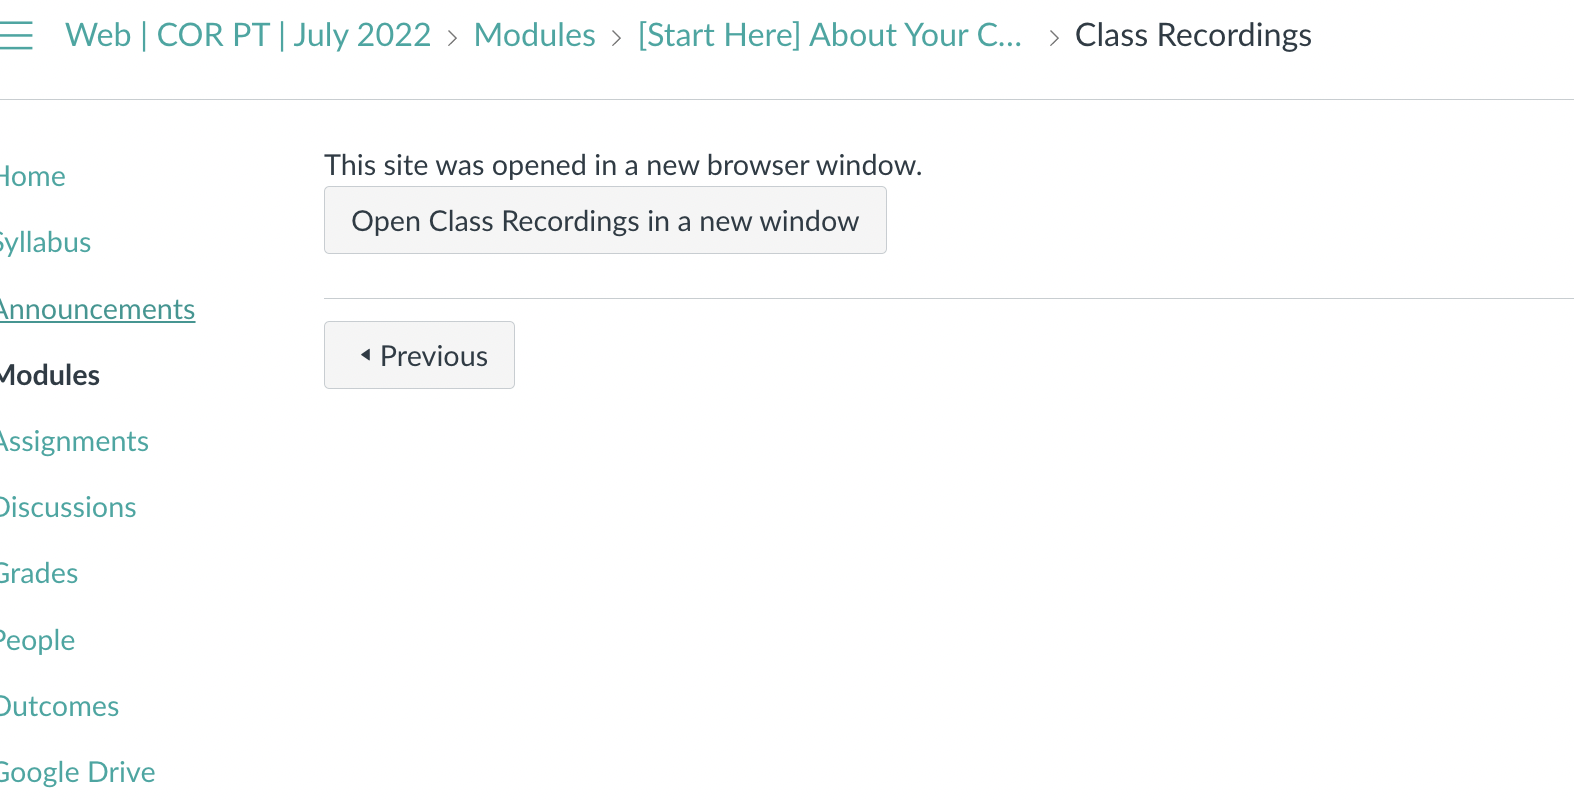 Web | COR PT | July 2022 > Modules > [Start Here] About Your C... > Class Recordings
Home
Syllabus
Announcements
Modules
Assignments
Discussions
Grades
People
Outcomes
Google Drive
This site was opened in a new browser window.
Open Class Recordings in a new window
Previous